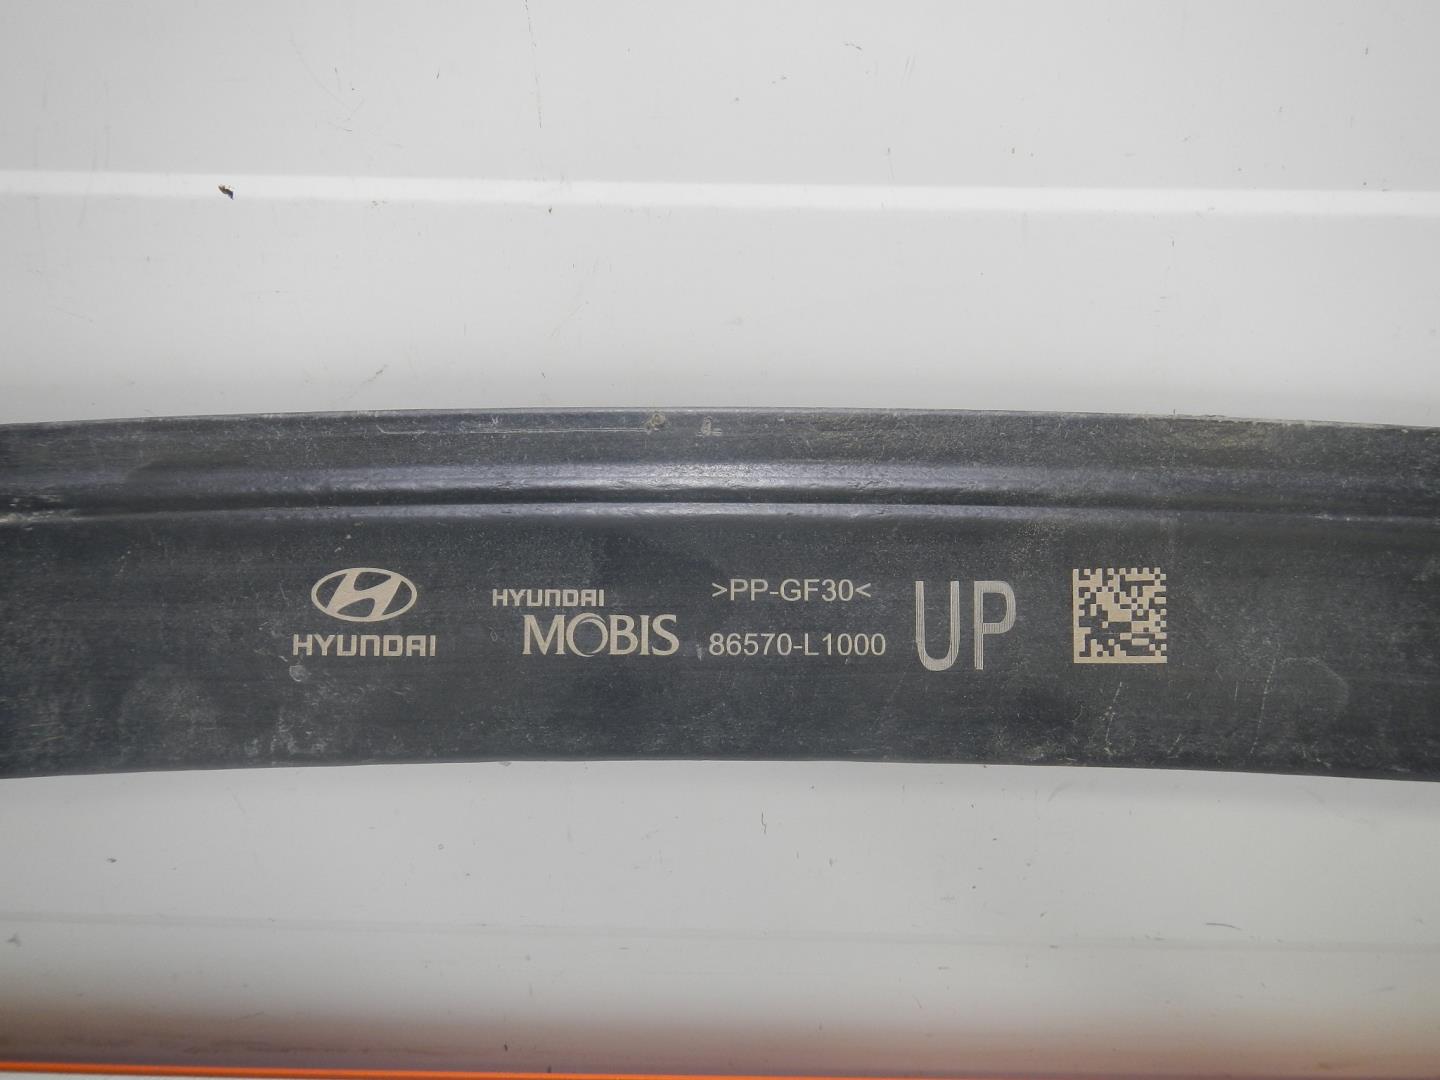 HYUNDAI
HYUNDAI
MOBIS
>PP-GF30<
86570-L1000
UP